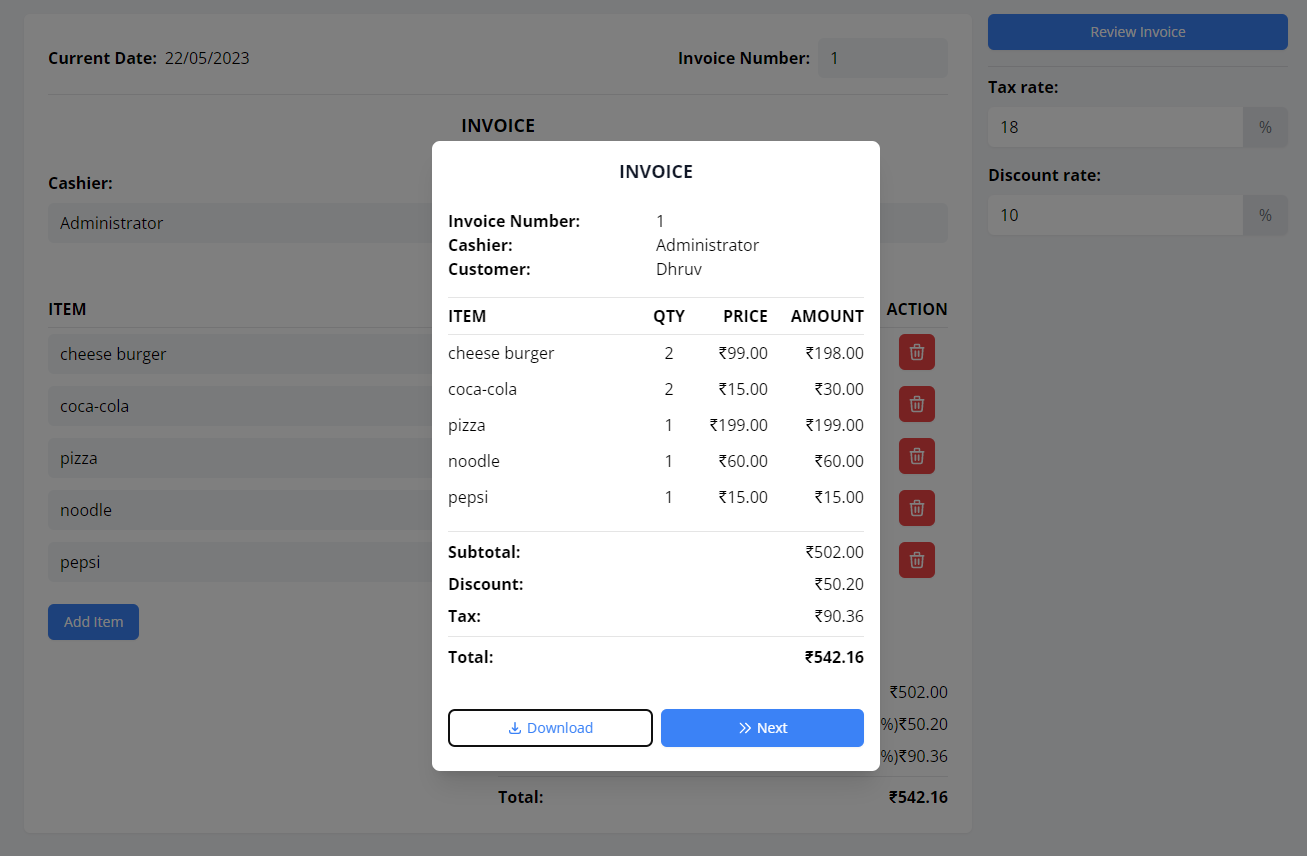 Current Date: 22/05/2023
Invoice Number: 1
Review Invoice
Tax rate:
18 %
Discount rate:
10 %
INVOICE
Cashier:
Administrator
ITEM
ACTION
cheese burger
coca-cola
pizza
noodle
pepsi
Add Item
₹502.00
%)₹50.20
%)₹90.36
Total: ₹542.16
INVOICE
Invoice Number: 1
Cashier: Administrator
Customer: Dhruv
ITEM QTY PRICE AMOUNT
cheese burger 2 ₹99.00 ₹198.00
coca-cola 2 ₹15.00 ₹30.00
pizza 1 ₹199.00 ₹199.00
noodle 1 ₹60.00 ₹60.00
pepsi 1 ₹15.00 ₹15.00
Subtotal: ₹502.00
Discount: ₹50.20
Tax: ₹90.36
Total: ₹542.16
Download
Next